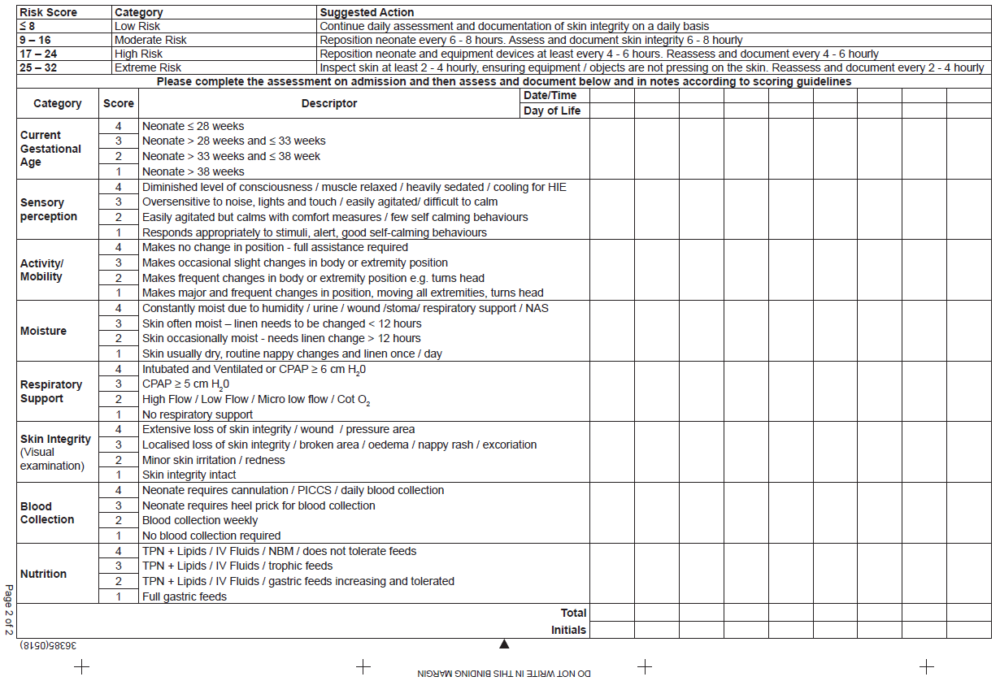 Risk Score Category Suggested Action
≤ 8 Low Risk Continue daily assessment and documentation of skin integrity on a daily basis
9 – 16 Moderate Risk Reposition neonate every 6 - 8 hours. Assess and document skin integrity 6 - 8 hourly
17 – 24 High Risk Reposition neonate and equipment devices at least every 4 - 6 hours. Reassess and document every 4 - 6 hourly
25 – 32 Extreme Risk Inspect skin at least 2 - 4 hourly, ensuring equipment / objects are not pressing on the skin. Reassess and document every 2 - 4 hourly
Please complete the assessment on admission and then assess and document below and in notes according to scoring guidelines
Category Score Descriptor Date/Time
Day of Life
Current Gestational Age
4 Neonate ≤ 28 weeks
3 Neonate > 28 weeks and ≤ 33 weeks
2 Neonate > 33 weeks and ≤ 38 week
1 Neonate > 38 weeks
Sensory perception
4 Diminished level of consciousness / muscle relaxed / heavily sedated / cooling for HIE
3 Oversensitive to noise, lights and touch / easily agitated/ difficult to calm
2 Easily agitated but calms with comfort measures / few self calming behaviours
1 Responds appropriately to stimuli, alert, good self-calming behaviours
Activity/ Mobility
4 Makes no change in position - full assistance required
3 Makes occasional slight changes in body or extremity position
2 Makes frequent changes in body or extremity position e.g. turns head
1 Makes major and frequent changes in position, moving all extremities, turns head
Moisture
4 Constantly moist due to humidity / urine / wound /stoma/ respiratory support / NAS
3 Skin often moist – linen needs to be changed < 12 hours
2 Skin occasionally moist - needs linen change > 12 hours
1 Skin usually dry, routine nappy changes and linen once / day
Respiratory Support
4 Intubated and Ventilated or CPAP ≥ 6 cm H₂0
3 CPAP ≥ 5 cm H₂0
2 High Flow / Low Flow / Micro low flow / Cot O₂
1 No respiratory support
Skin Integrity (Visual examination)
4 Extensive loss of skin integrity / wound / pressure area
3 Localised loss of skin integrity / broken area / oedema / nappy rash / excoriation
2 Minor skin irritation / redness
1 Skin integrity intact
Blood Collection
4 Neonate requires cannulation / PICCS / daily blood collection
3 Neonate requires heel prick for blood collection
2 Blood collection weekly
1 No blood collection required
Nutrition
4 TPN + Lipids / IV Fluids / NBM / does not tolerate feeds
3 TPN + Lipids / IV Fluids / trophic feeds
2 TPN + Lipids / IV Fluids / gastric feeds increasing and tolerated
1 Full gastric feeds
Total
Initials
Page 2 of 2
36385(0518)
DO NOT WRITE IN THIS BINDING MARGIN